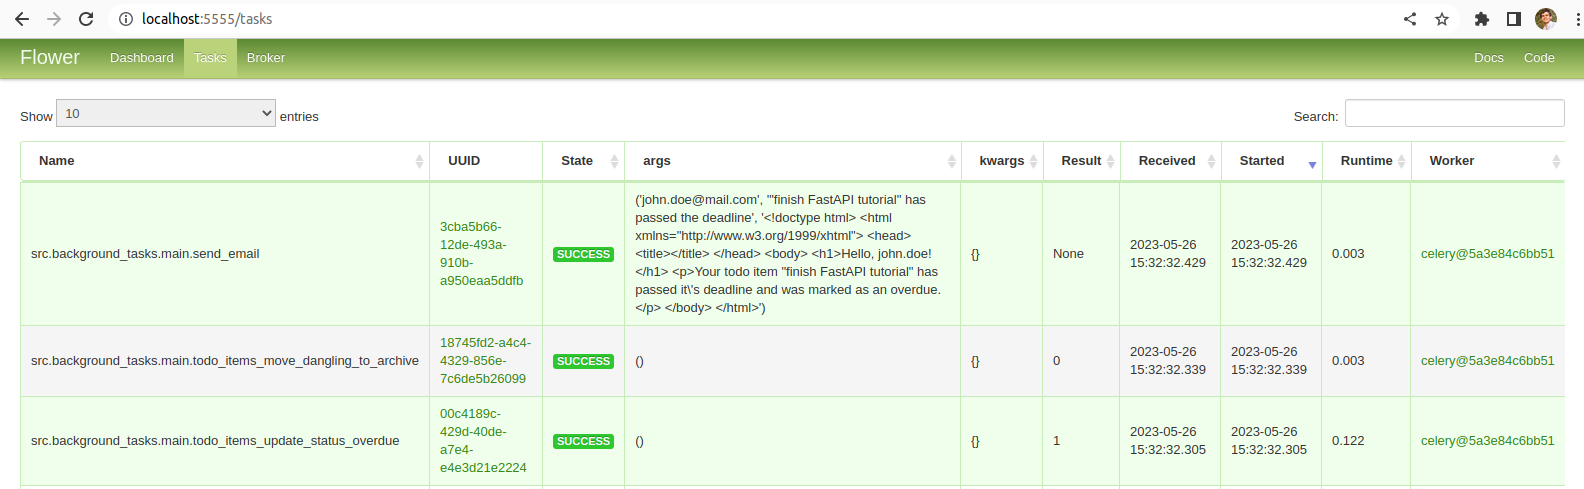 localhost:5555/tasks
Flower Dashboard Tasks Broker Docs Code
Show 10 entries Search:
Name UUID State args kwargs Result Received Started Runtime Worker
src.background_tasks.main.send_email
3cba5b66-
12de-493a-
910b-
a950eaa5ddfb
SUCCESS
('john.doe@mail.com', '"finish FastAPI tutorial" has
passed the deadline', '<!doctype html> <html
xmlns="http://www.w3.org/1999/xhtml"> <head>
<title></title> </head> <body> <h1>Hello, john.doe!
</h1> <p>Your todo item "finish FastAPI tutorial" has
passed it\'s deadline and was marked as an overdue.
</p> </body> </html>')
{}
None
2023-05-26
15:32:32.429
2023-05-26
15:32:32.429
0.003
celery@5a3e84c6bb51
src.background_tasks.main.todo_items_move_dangling_to_archive
18745fd2-a4c4-
4329-856e-
7c6de5b26099
SUCCESS
()
{}
0
2023-05-26
15:32:32.339
2023-05-26
15:32:32.339
0.003
celery@5a3e84c6bb51
src.background_tasks.main.todo_items_update_status_overdue
00c4189c-
429d-40de-
a7e4-
e4e3d21e2224
SUCCESS
()
{}
1
2023-05-26
15:32:32.305
2023-05-26
15:32:32.305
0.122
celery@5a3e84c6bb51